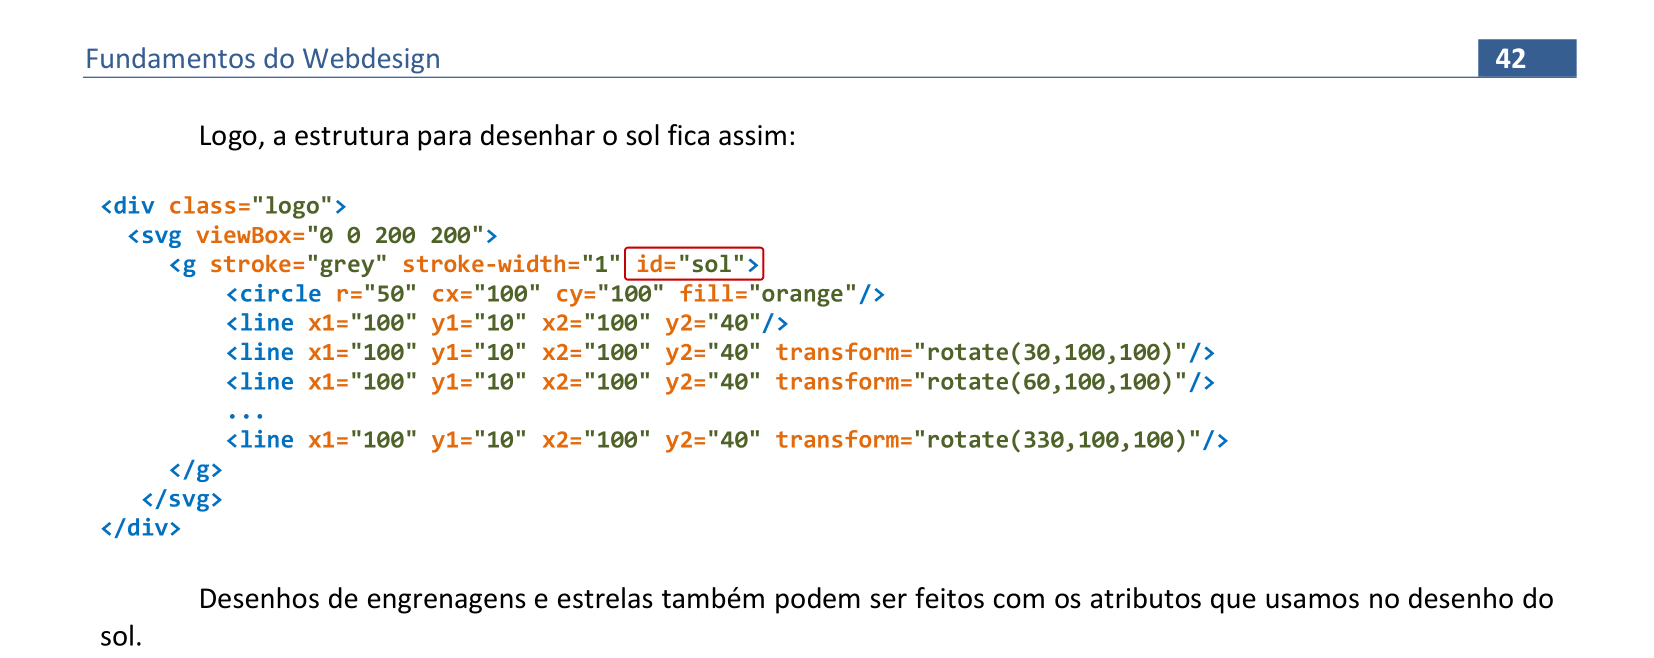 Fundamentos do Webdesign 42
Logo, a estrutura para desenhar o sol fica assim:
<div class="logo">
<svg viewBox="0 0 200 200">
<g stroke="grey" stroke-width="1" id="sol">
<circle r="50" cx="100" cy="100" fill="orange"/>
<line x1="100" y1="10" x2="100" y2="40"/>
<line x1="100" y1="10" x2="100" y2="40" transform="rotate(30,100,100)"/>
<line x1="100" y1="10" x2="100" y2="40" transform="rotate(60,100,100)"/>
...
<line x1="100" y1="10" x2="100" y2="40" transform="rotate(330,100,100)"/>
</g>
</svg>
</div>
Desenhos de engrenagens e estrelas também podem ser feitos com os atributos que usamos no desenho do
sol.